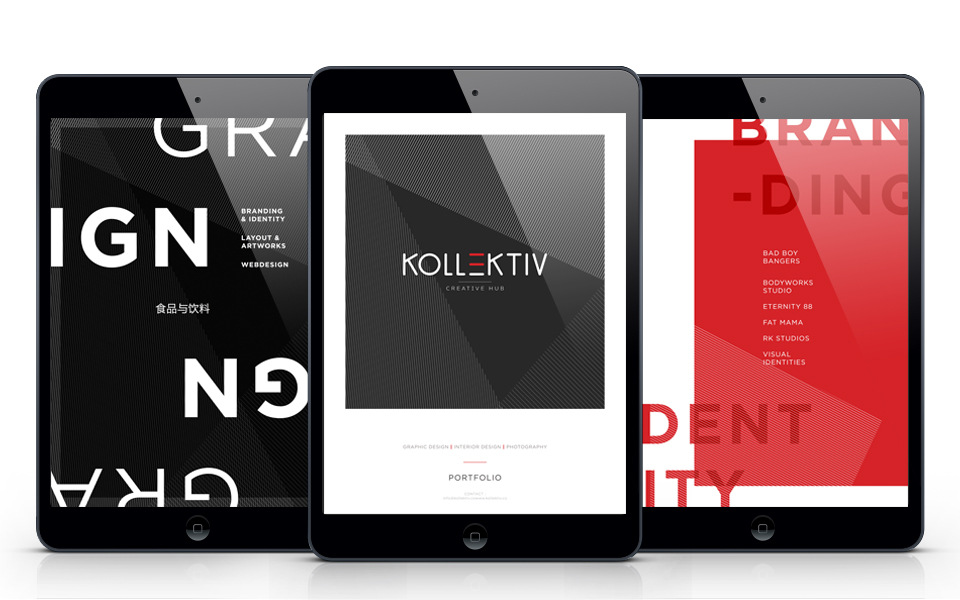 GRA
IGN
BRANDING
& IDENTITY
LAYOUT &
ARTWORKS
WEBDESIGN
食品与饮料
NG
GRA
KOLLEKTIV
CREATIVE HUB
GRAPHIC DESIGN | INTERIOR DESIGN | PHOTOGRAPHY
PORTFOLIO
CONTACT
BRAN
-DING
BAD BOY
BANGERS
BODYWORKS
STUDIO
ETERNITY 88
FAT MAMA
RK STUDIOS
VISUAL
IDENTITIES
DENT
ITY